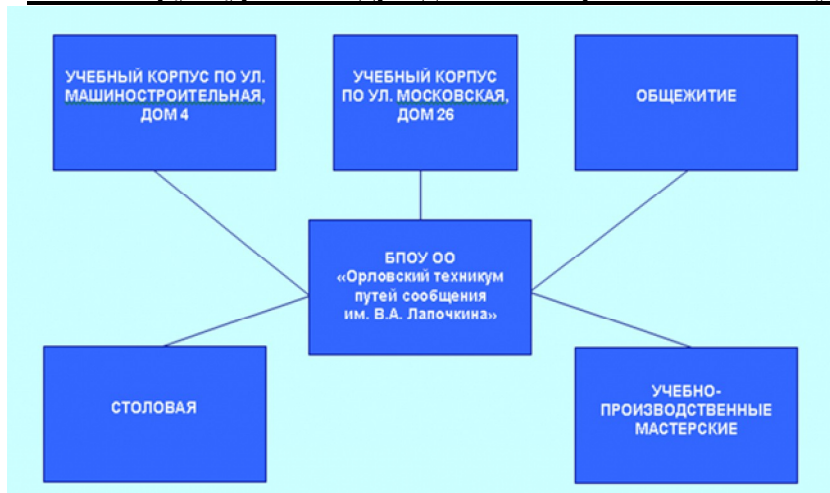 УЧЕБНЫЙ КОРПУС ПО УЛ.
МАШИНОСТРОИТЕЛЬНАЯ,
ДОМ 4
УЧЕБНЫЙ КОРПУС
ПО УЛ. МОСКОВСКАЯ,
ДОМ 26
ОБЩЕЖИТИЕ
БПОУ ОО
«Орловский техникум
путей сообщения
им. В.А. Лапочкина»
СТОЛОВАЯ
УЧЕБНО-
ПРОИЗВОДСТВЕННЫЕ
МАСТЕРСКИЕ